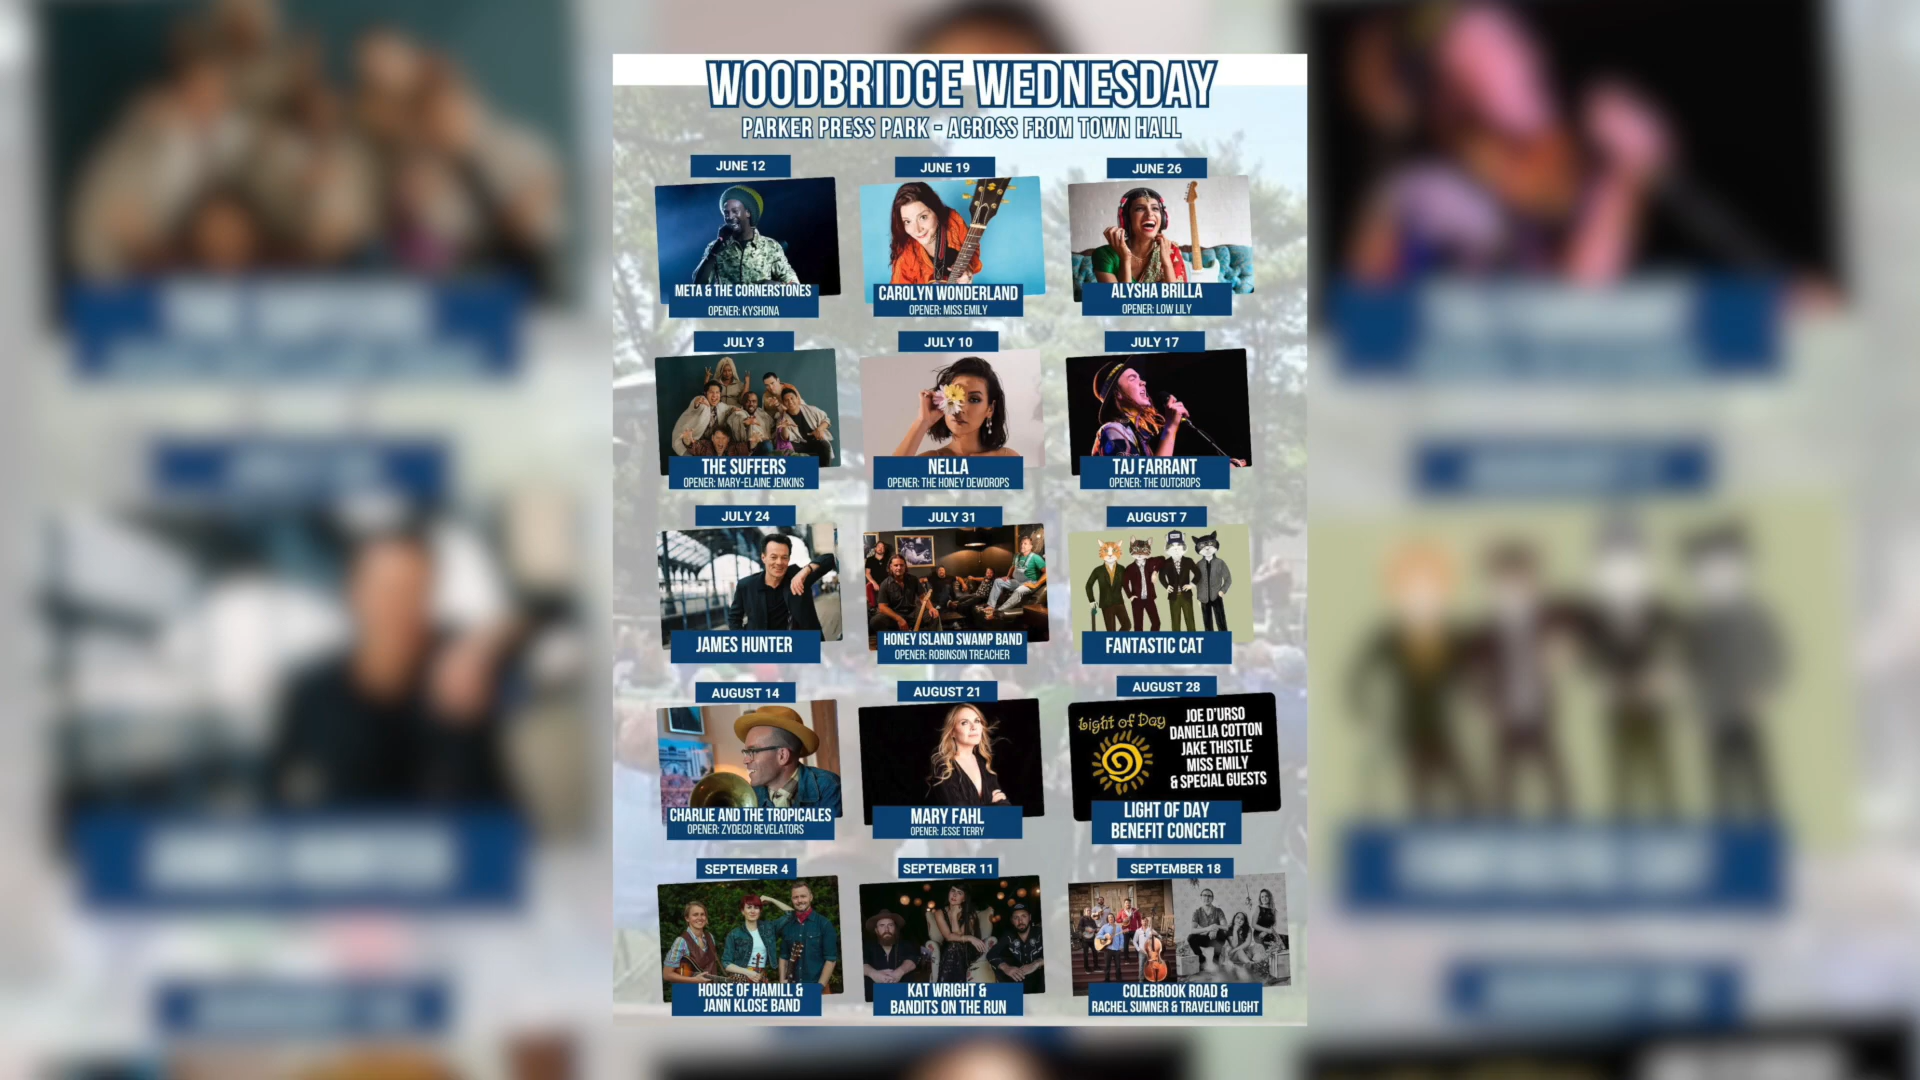 WOODBRIDGE WEDNESDAY
PARKER PRESS PARK - ACROSS FROM TOWN HALL
JUNE 12
META & THE CORNERSTONES
OPENER: KYSHONA
JUNE 19
CAROLYN WONDERLAND
OPENER: MISS EMILY
JUNE 26
ALYSHA BRILLA
OPENER: LOW LILY
JULY 3
THE SUFFERS
OPENER: MARY-ELAINE JENKINS
JULY 10
NELLA
OPENER: THE HONEY DEWDROPS
JULY 17
TAJ FARRANT
OPENER: THE OUTCROPS
JULY 24
JAMES HUNTER
JULY 31
HONEY ISLAND SWAMP BAND
OPENER: ROBINSON TREACHER
AUGUST 7
FANTASTIC CAT
AUGUST 14
CHARLIE AND THE TROPICALES
OPENER: ZYDECO REVELATORS
AUGUST 21
MARY FAHL
OPENER: JESSE TERRY
AUGUST 28
Light of Day
JOE D'URSO
DANIELIA COTTON
JAKE THISTLE
MISS EMILY
& SPECIAL GUESTS
LIGHT OF DAY
BENEFIT CONCERT
SEPTEMBER 4
HOUSE OF HAMILL &
JANN KLOSE BAND
SEPTEMBER 11
KAT WRIGHT &
BANDITS ON THE RUN
SEPTEMBER 18
COLEBROOK ROAD &
RACHEL SUMNER & TRAVELING LIGHT